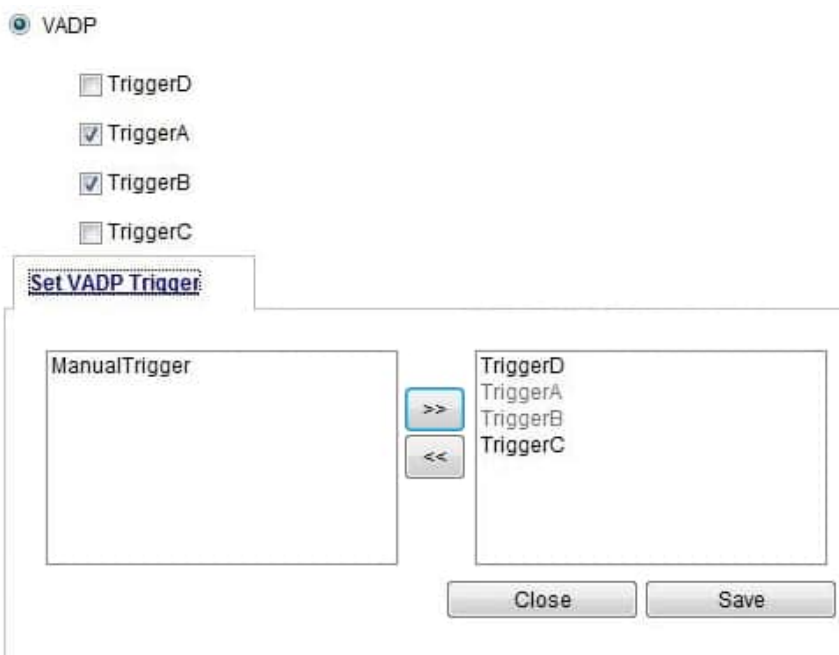 VADP
TriggerD
TriggerA
TriggerB
TriggerC
Set VADP Trigger
ManualTrigger
>>
<<
TriggerD
TriggerA
TriggerB
TriggerC
Close
Save